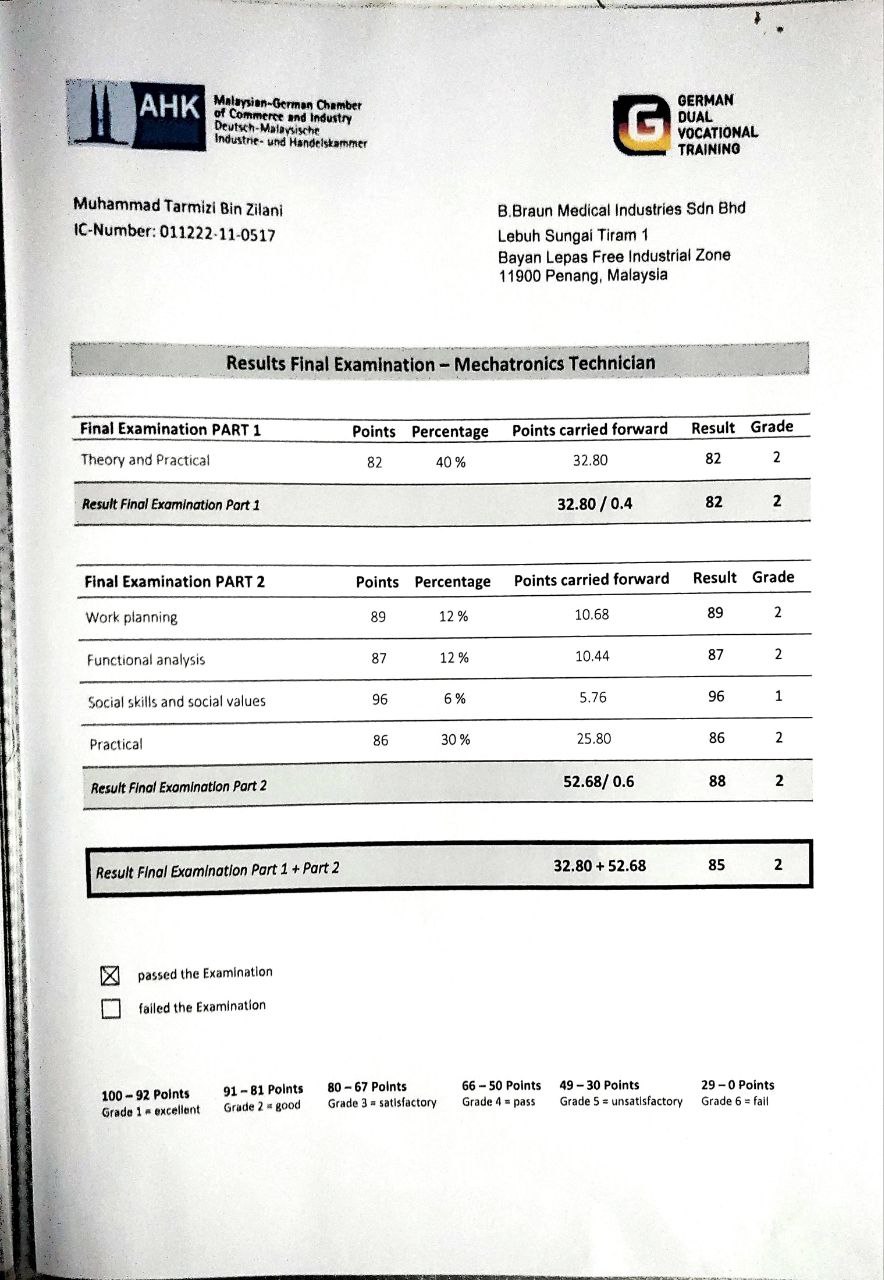 AHK
Malaysian-German Chamber
of Commerce and Industry
Deutsch-Malaysische
Industrie- und Handelskammer
G
GERMAN
DUAL
VOCATIONAL
TRAINING
Muhammad Tarmizi Bin Zilani
IC-Number: 011222-11-0517
B.Braun Medical Industries Sdn Bhd
Lebuh Sungai Tiram 1
Bayan Lepas Free Industrial Zone
11900 Penang, Malaysia
Results Final Examination – Mechatronics Technician
Final Examination PART 1 Points Percentage Points carried forward Result Grade
Theory and Practical 82 40 % 32.80 82 2
Result Final Examination Part 1 32.80 / 0.4 82 2
Final Examination PART 2 Points Percentage Points carried forward Result Grade
Work planning 89 12 % 10.68 89 2
Functional analysis 87 12 % 10.44 87 2
Social skills and social values 96 6 % 5.76 96 1
Practical 86 30 % 25.80 86 2
Result Final Examination Part 2 52.68/ 0.6 88 2
Result Final Examination Part 1 + Part 2 32.80 + 52.68 85 2
passed the Examination
failed the Examination
100 – 92 Points 91 – 81 Points 80 – 67 Points 66 – 50 Points 49 – 30 Points 29 – 0 Points
Grade 1 = excellent Grade 2 = good Grade 3 = satisfactory Grade 4 = pass Grade 5 = unsatisfactory Grade 6 = fail